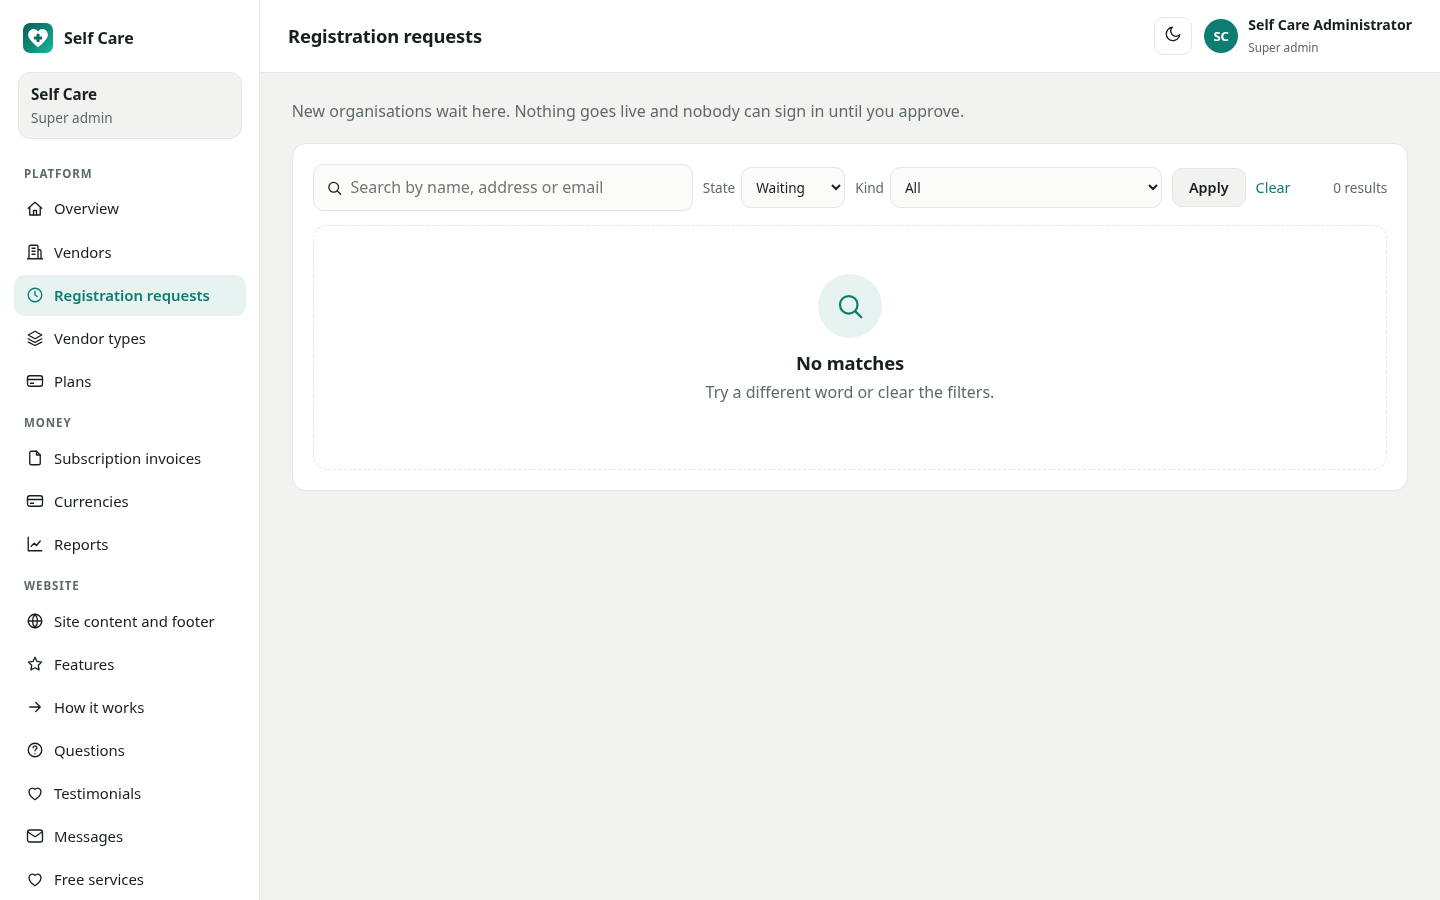 Self Care
Self Care
Super admin
PLATFORM
Overview
Vendors
Registration requests
Vendor types
Plans
MONEY
Subscription invoices
Currencies
Reports
WEBSITE
Site content and footer
Features
How it works
Questions
Testimonials
Messages
Free services
Registration requests
SC
Self Care Administrator
Super admin
New organisations wait here. Nothing goes live and nobody can sign in until you approve.
Search by name, address or email
State
Waiting
Kind
All
Apply
Clear
0 results
No matches
Try a different word or clear the filters.